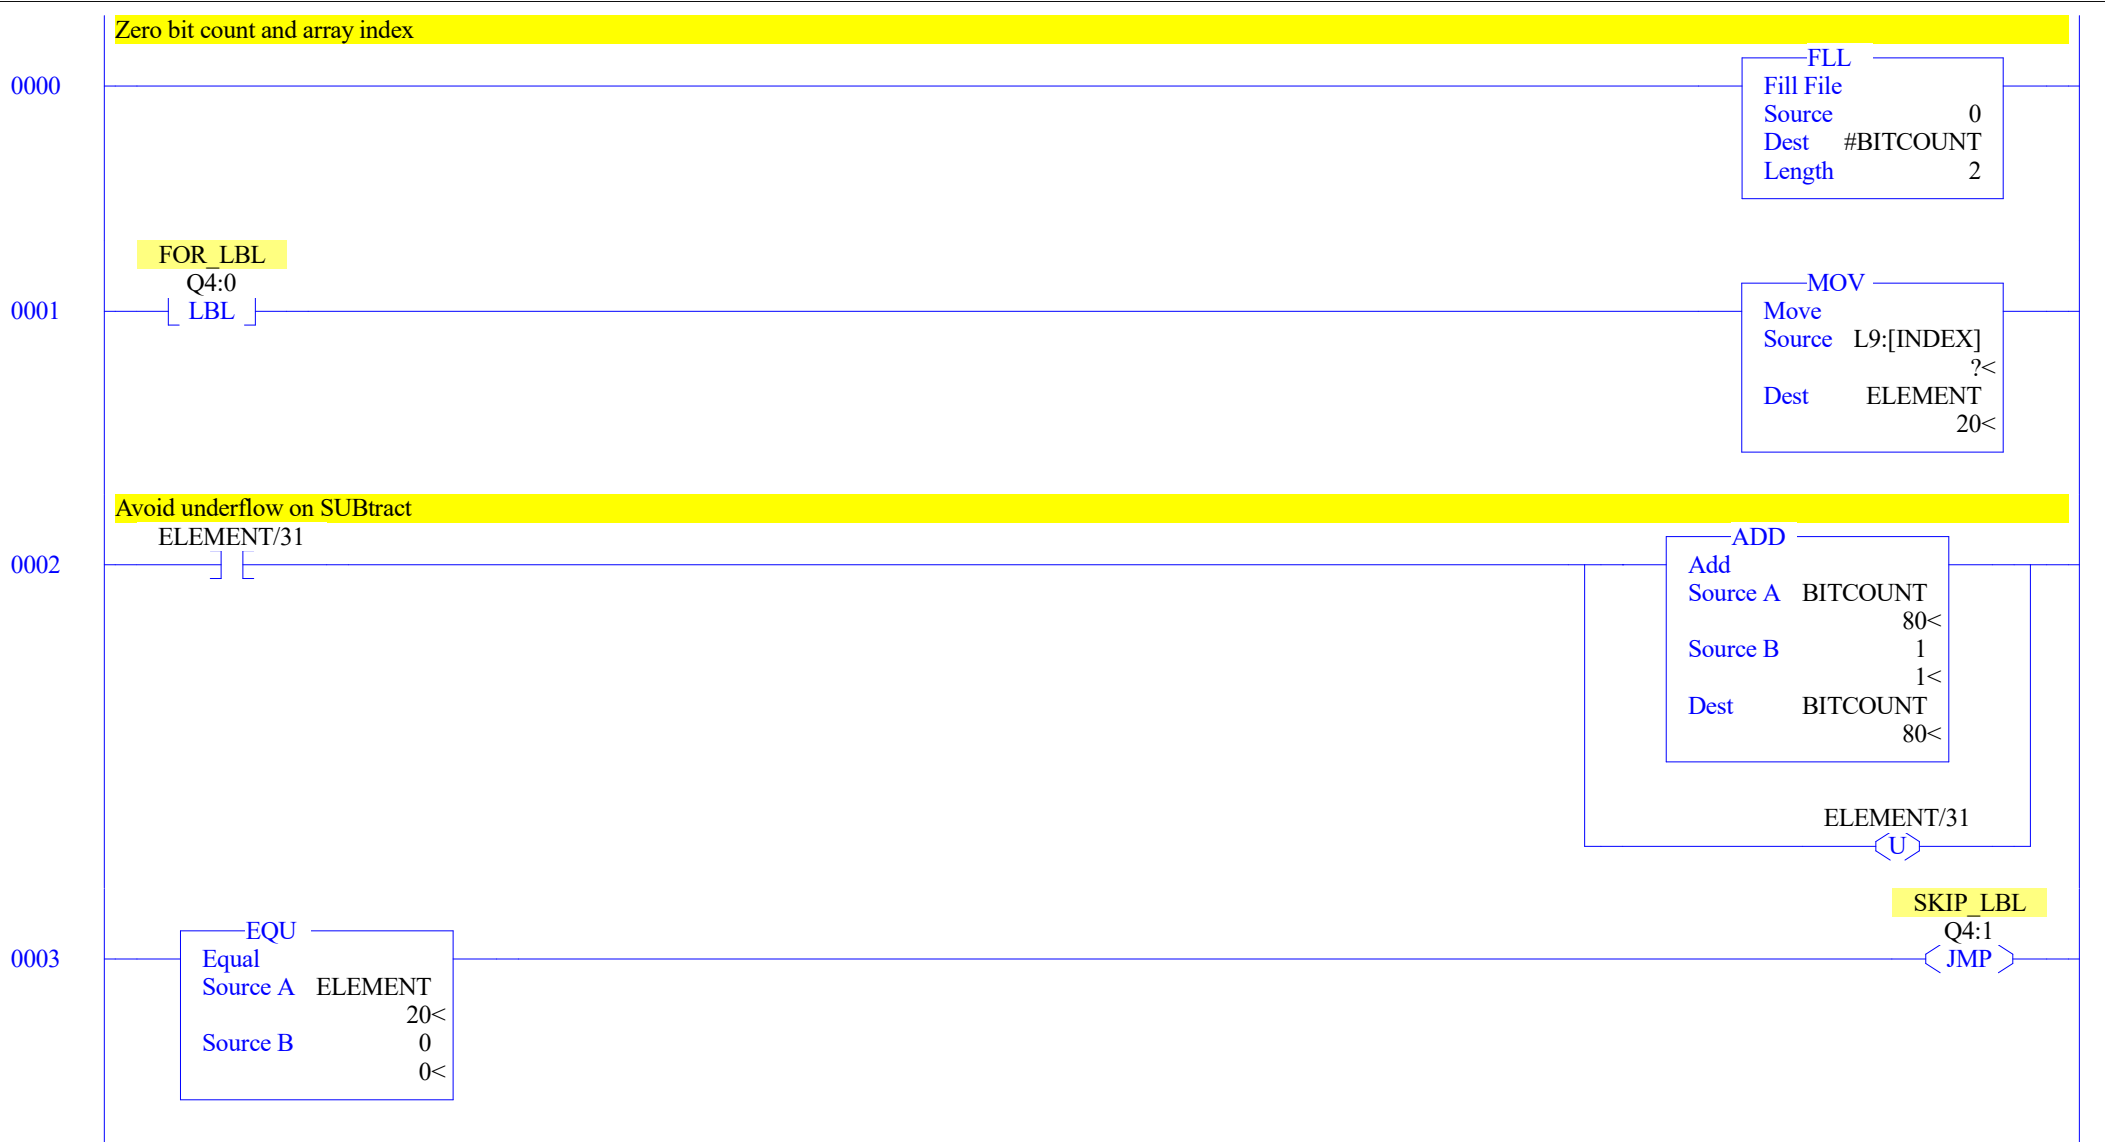 Zero bit count and array index
0000
FLL
Fill File
Source 0
Dest #BITCOUNT
Length 2
FOR_LBL
Q4:0
0001
LBL
MOV
Move
Source L9:[INDEX]
?<
Dest ELEMENT
20<
Avoid underflow on SUBtract
ELEMENT/31
0002
ADD
Add
Source A BITCOUNT
80<
Source B 1
1<
Dest BITCOUNT
80<
ELEMENT/31
U
SKIP_LBL
Q4:1
0003
JMP
EQU
Equal
Source A ELEMENT
20<
Source B 0
0<